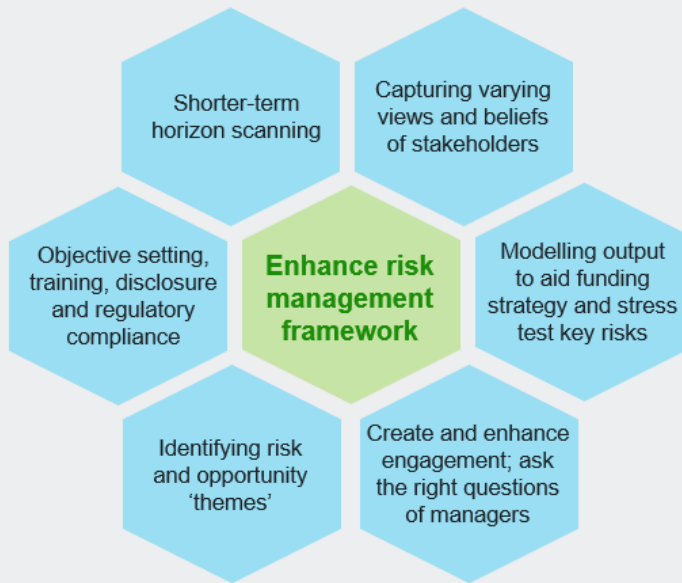 Shorter-term
horizon scanning
Capturing varying
views and beliefs
of stakeholders
Objective setting,
training, disclosure
and regulatory
compliance
Enhance risk
management
framework
Modelling output
to aid funding
strategy and stress
test key risks
Identifying risk
and opportunity
‘themes’
Create and enhance
engagement; ask
the right questions
of managers